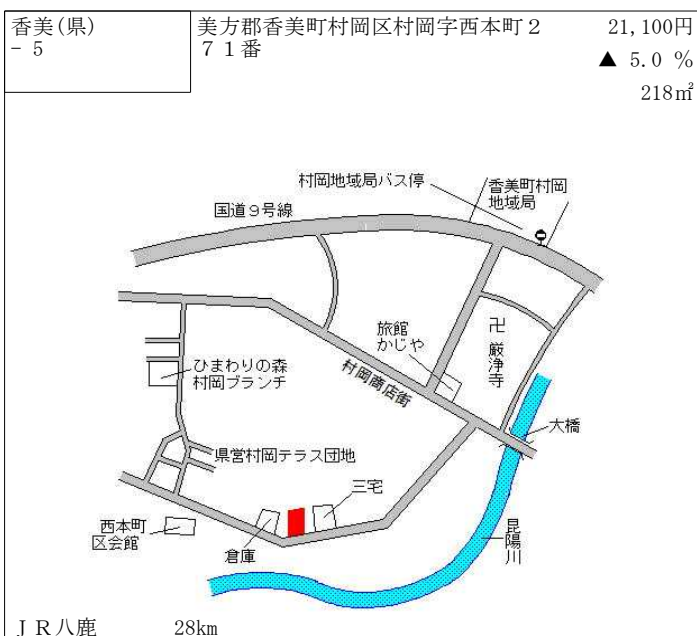 香美(県)
- 5
美方郡香美町村岡区村岡字西本町２
７１番
21,100円
▲ 5.0 %
218㎡
村岡地域局バス停
香美町村岡
地域局
国道９号線
旅館
かじや
卍 厳浄寺
ひまわりの森
村岡ブランチ
村岡商店街
大橋
県営村岡テラス団地
三宅
西本町
区会館
倉庫
昆陽川
ＪＲ八鹿
28km